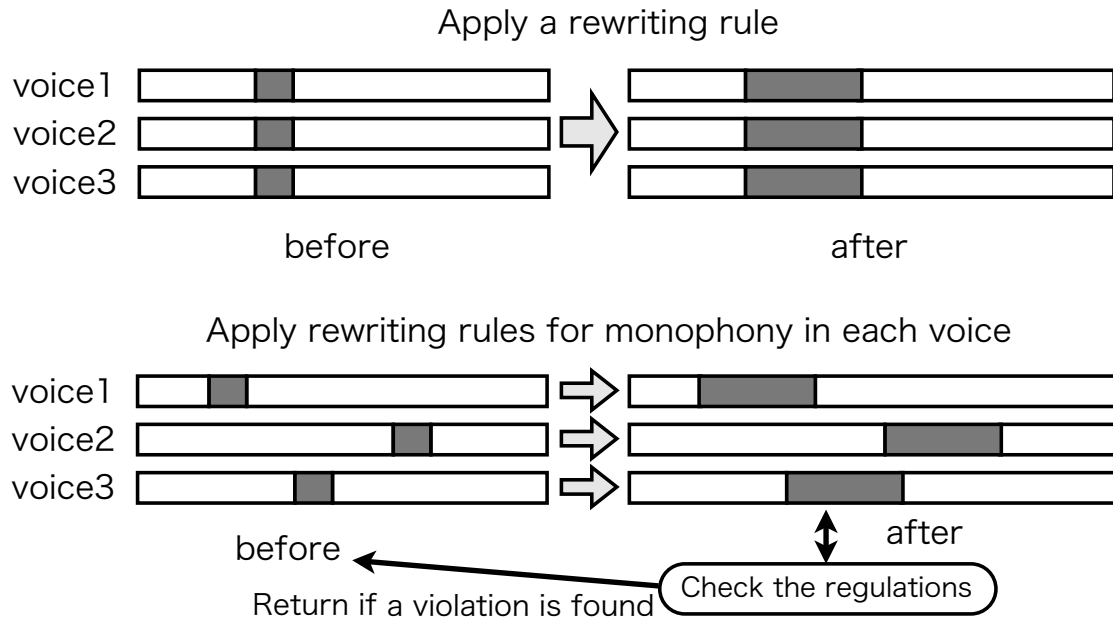 Apply a rewriting rule
voice1
voice2
voice3
before
after
Apply rewriting rules for monophony in each voice
voice1
voice2
voice3
before
after
Check the regulations
Return if a violation is found